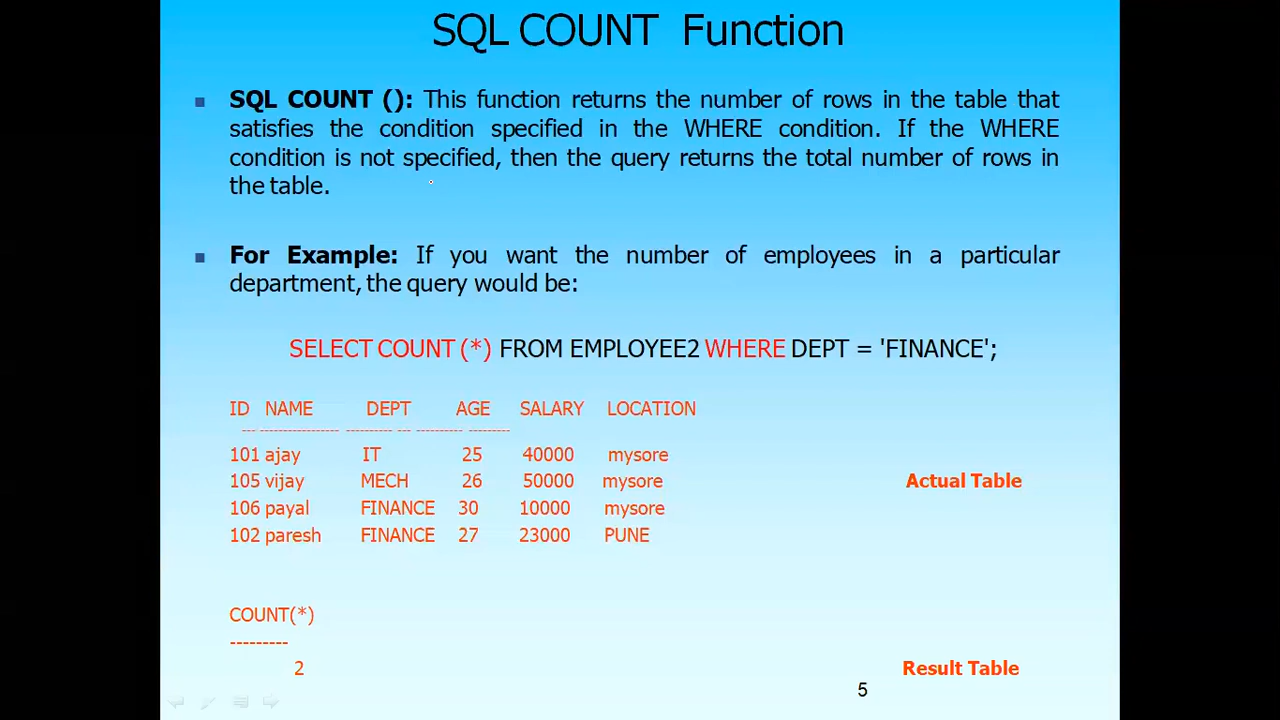 SQL COUNT Function
SQL COUNT (): This function returns the number of rows in the table that
satisfies the condition specified in the WHERE condition. If the WHERE
condition is not specified, then the query returns the total number of rows in
the table.
For Example: If you want the number of employees in a particular
department, the query would be:
SELECT COUNT (*) FROM EMPLOYEE2 WHERE DEPT = 'FINANCE';
ID NAME DEPT AGE SALARY LOCATION
--- ----------------- ---------- --- ---------- ---------
101 ajay IT 25 40000 mysore
105 vijay MECH 26 50000 mysore Actual Table
106 payal FINANCE 30 10000 mysore
102 paresh FINANCE 27 23000 PUNE
COUNT(*)
---------
2 Result Table
5